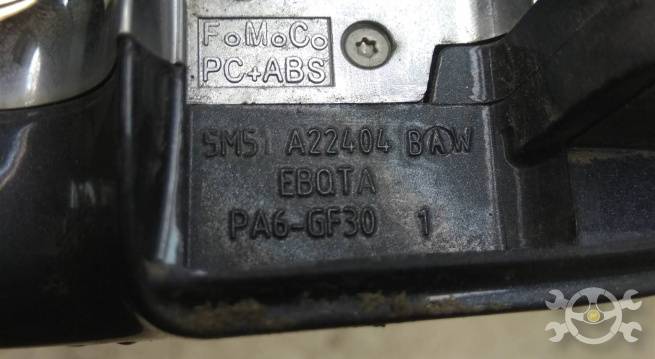 FoMoCo
PC+ABS
5M51 A22404 BAW
EBQTA
PA6-GF30 1